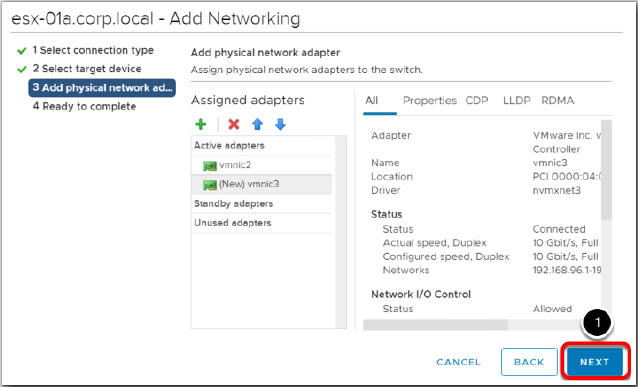 esx-01a.corp.local - Add Networking
1 Select connection type
2 Select target device
3 Add physical network ad...
4 Ready to complete
Add physical network adapter
Assign physical network adapters to the switch.
Assigned adapters
Active adapters
vmnic2
(New) vmnic3
Standby adapters
Unused adapters
All Properties CDP LLDP RDMA
Adapter VMware Inc. v
Controller
Name vmnic3
Location PCI 0000:04:0
Driver nvmxnet3
Status
Status Connected
Actual speed, Duplex 10 Gbit/s, Full
Configured speed, Duplex 10 Gbit/s, Full
Networks 192.168.96.1-19
Network I/O Control
Status Allowed
1
CANCEL BACK NEXT